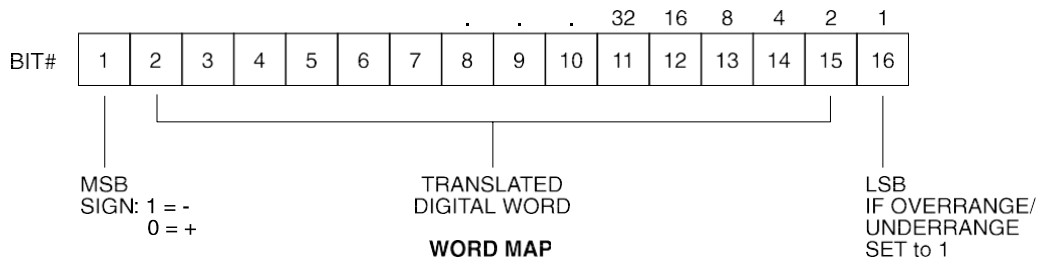 . . . 32 16 8 4 2 1
BIT# 1 2 3 4 5 6 7 8 9 10 11 12 13 14 15 16
MSB
SIGN: 1 = -
0 = +
TRANSLATED
DIGITAL WORD
WORD MAP
LSB
IF OVERRANGE/
UNDERRANGE
SET to 1